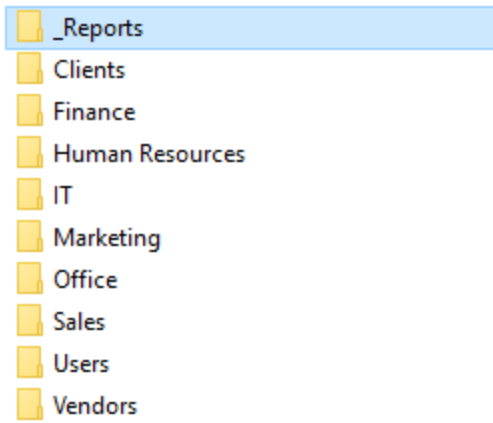 _Reports
Clients
Finance
Human Resources
IT
Marketing
Office
Sales
Users
Vendors